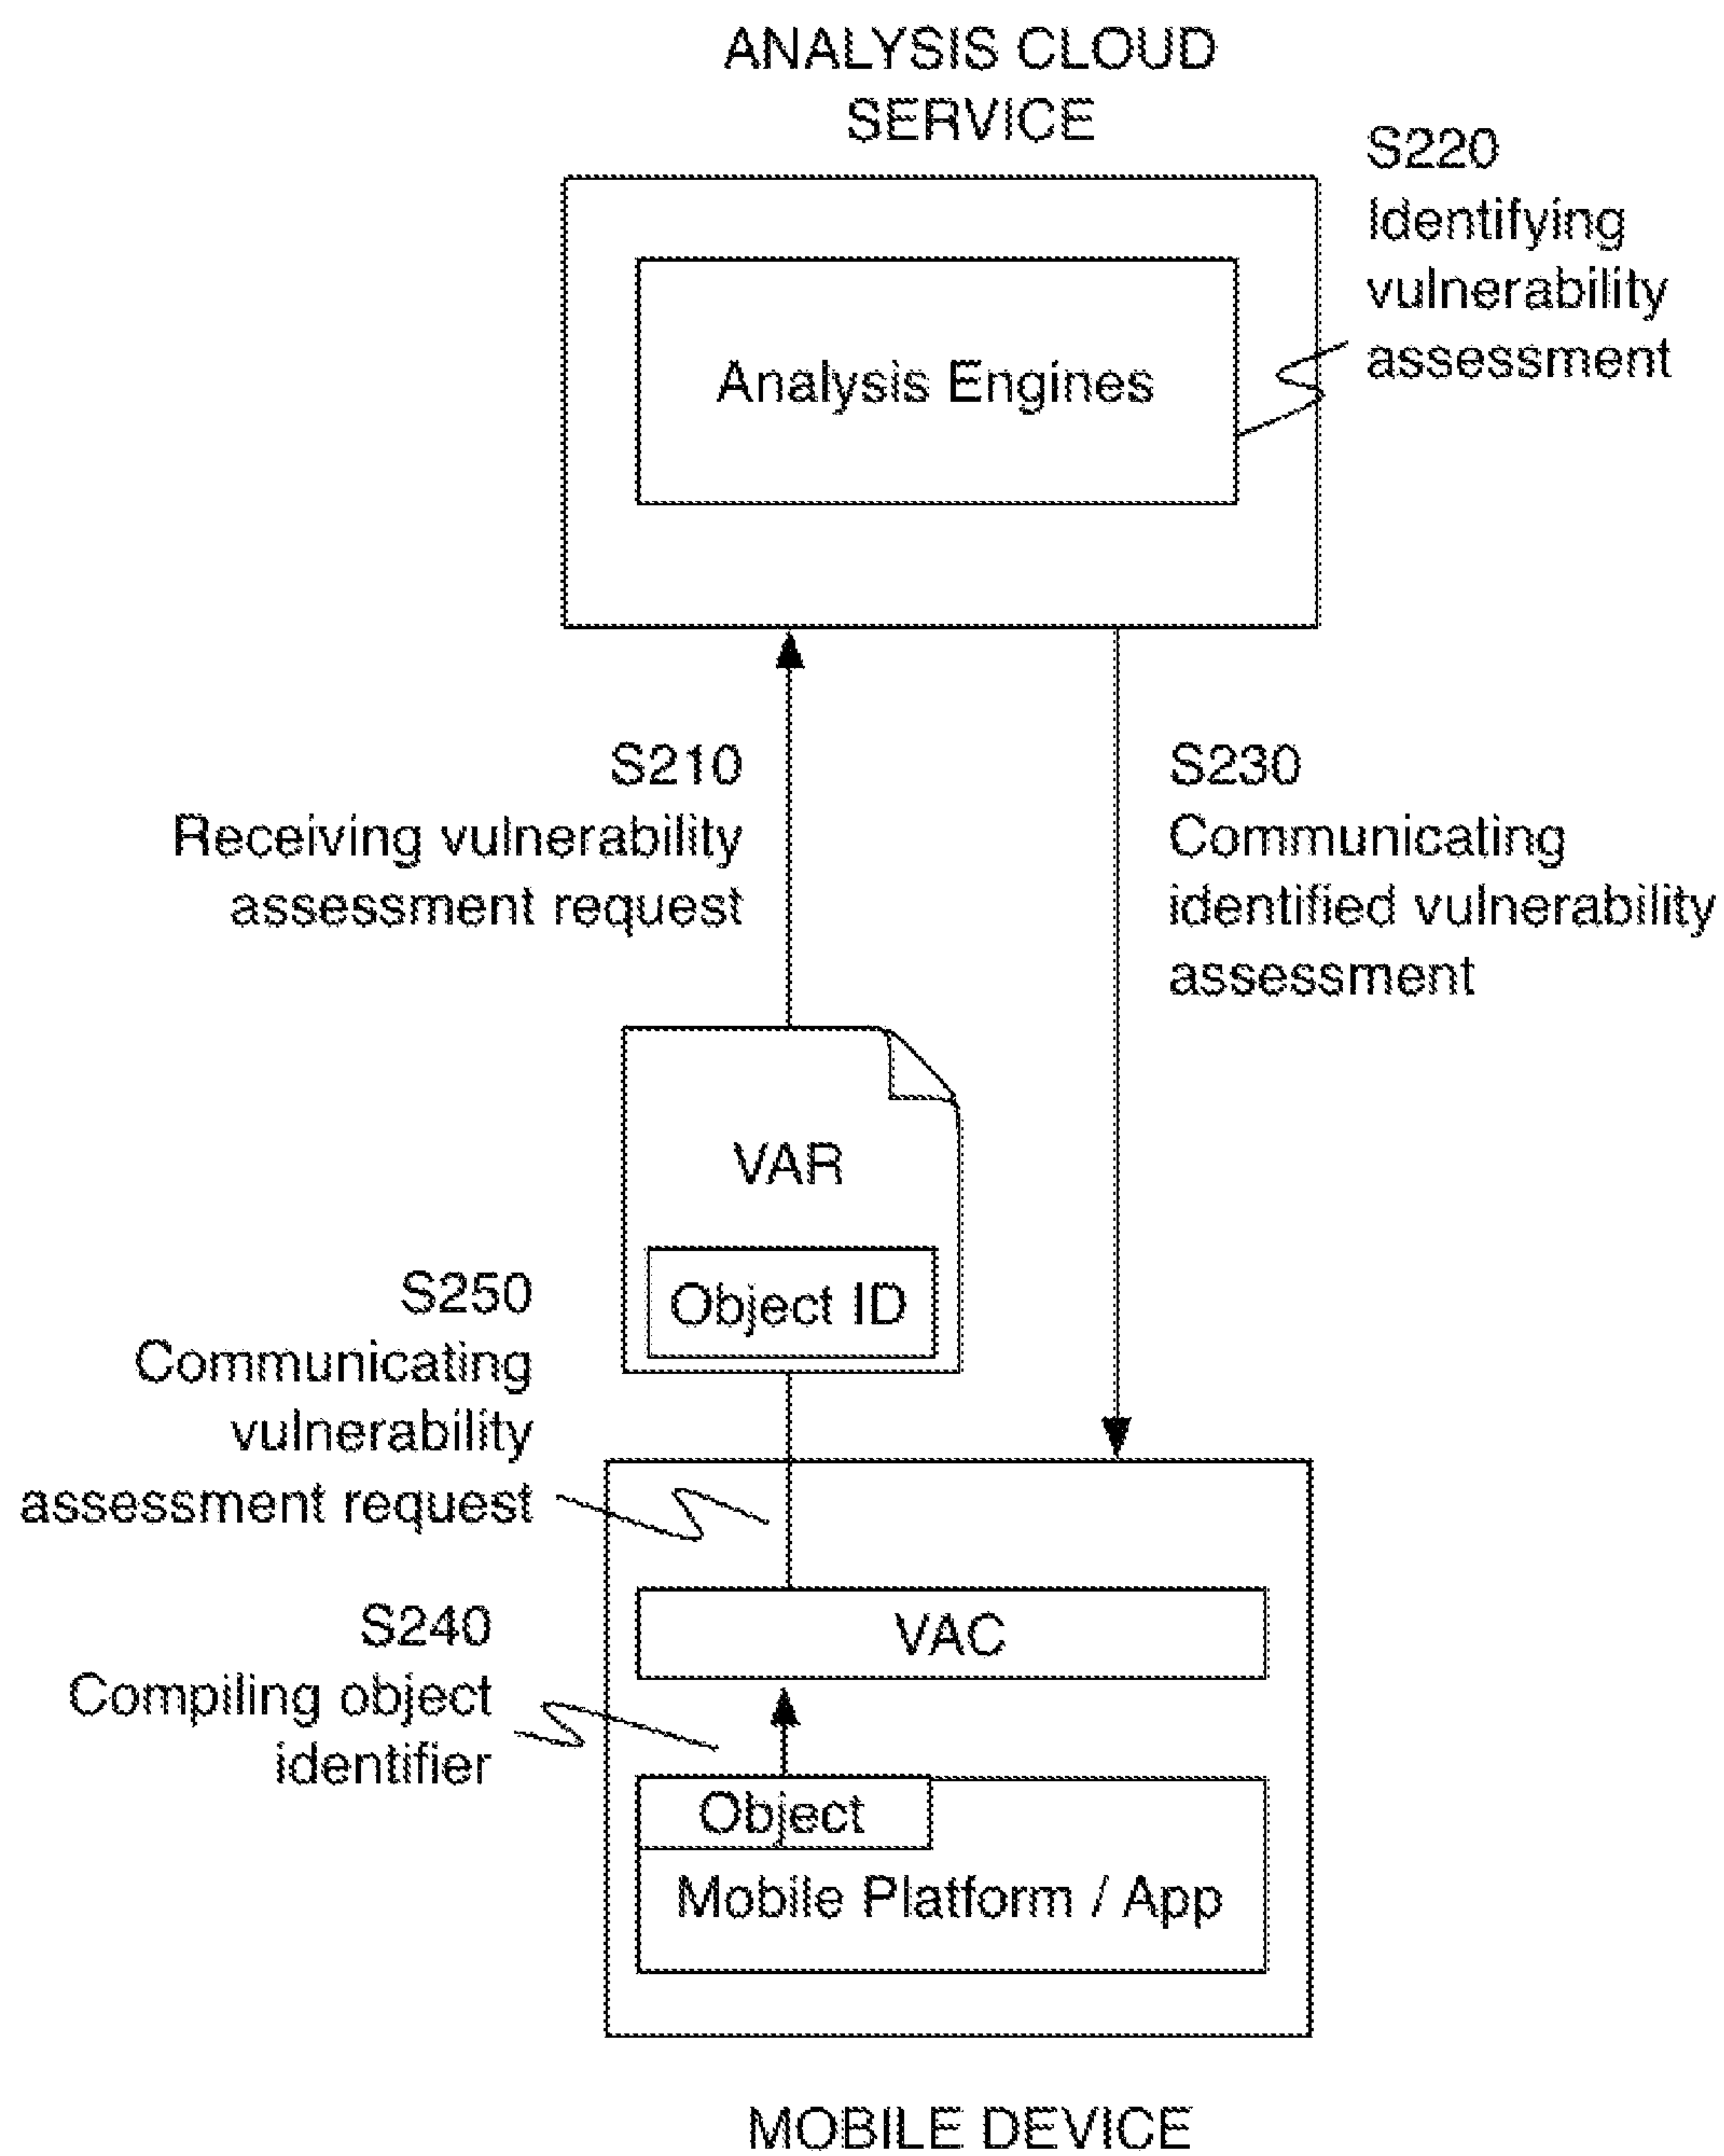 ANALYSIS CLOUD
SERVICE
S220
Identifying
vulnerability
assessment
Analysis Engines
S210
Receiving vulnerability
assessment request
S230
Communicating
identified vulnerability
assessment
VAR
Object ID
S250
Communicating
vulnerability
assessment request
VAC
S240
Compiling object
identifier
Object
Mobile Platform / App
MOBILE DEVICE